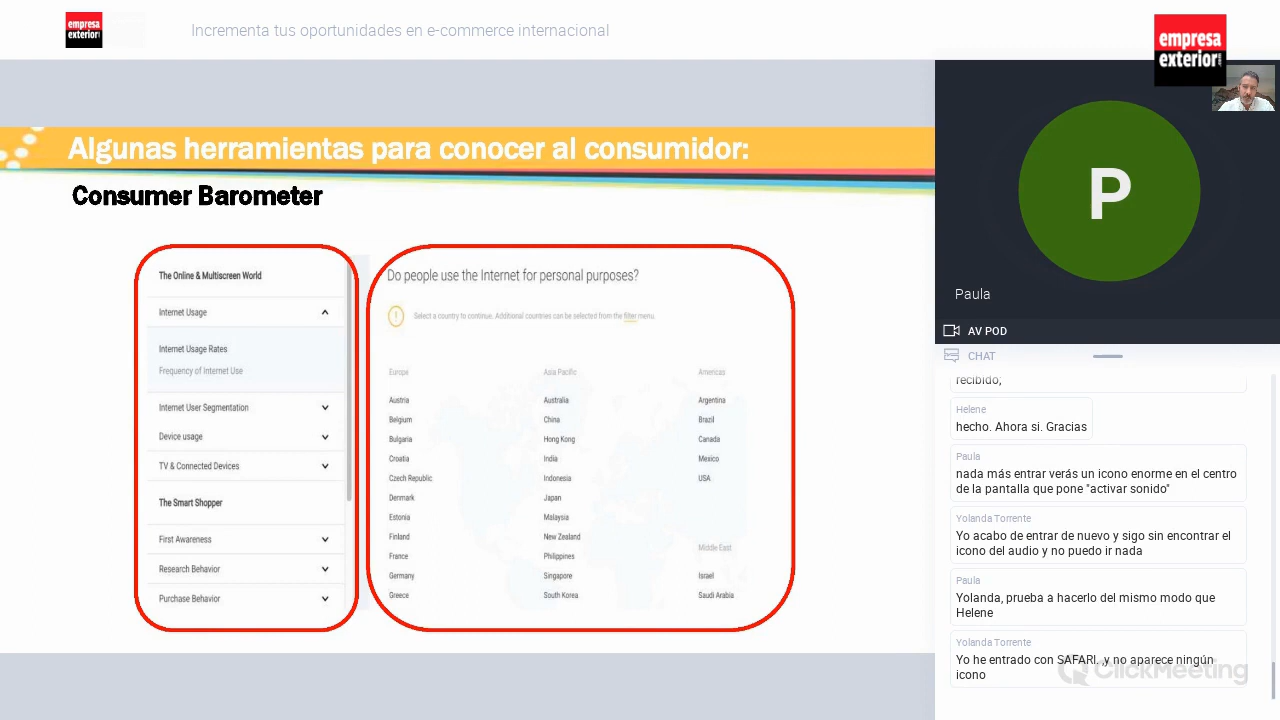 empresa
exterior
Incrementa tus oportunidades en e-commerce internacional
empresa
exterior
Algunas herramientas para conocer al consumidor:
Consumer Barometer
The Online & Multiscreen World
Internet Usage
Internet Usage Rates
Frequency of Internet Use
Internet User Segmentation
Device usage
TV & Connected Devices
The Smart Shopper
First Awareness
Research Behavior
Purchase Behavior
Do people use the Internet for personal purposes?
Select a country to continue. Additional countries can be selected from the filter menu.
Europe
Austria
Belgium
Bulgaria
Croatia
Czech Republic
Denmark
Estonia
Finland
France
Germany
Greece
Asia Pacific
Australia
China
Hong Kong
India
Indonesia
Japan
Malaysia
New Zealand
Philippines
Singapore
South Korea
Americas
Argentina
Brazil
Canada
Mexico
USA
Middle East
Israel
Saudi Arabia
P
Paula
AV POD
CHAT
recibido,
Helene
hecho. Ahora si. Gracias
Paula
nada más entrar verás un icono enorme en el centro
de la pantalla que pone "activar sonido"
Yolanda Torrente
Yo acabo de entrar de nuevo y sigo sin encontrar el
icono del audio y no puedo ir nada
Paula
Yolanda, prueba a hacerlo del mismo modo que
Helene
Yolanda Torrente
Yo he entrado con SAFARI. ,y no aparece ningún
icono
ClickMeeting